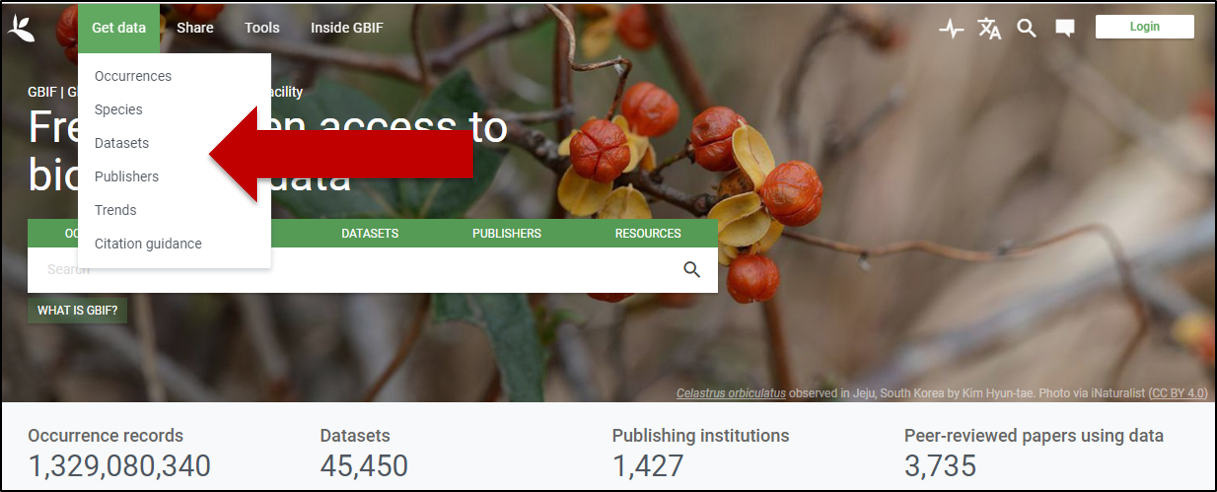 Get data
Share
Tools
Inside GBIF
Login
Occurrences
Species
Datasets
Publishers
Trends
Citation guidance
GBIF | Gl
cility
Fre en access to
bio data
OC
DATASETS
PUBLISHERS
RESOURCES
Search
WHAT IS GBIF?
Celastrus orbiculatus observed in Jeju, South Korea by Kim Hyun-tae. Photo via iNaturalist (CC BY 4.0)
Occurrence records
1,329,080,340
Datasets
45,450
Publishing institutions
1,427
Peer-reviewed papers using data
3,735